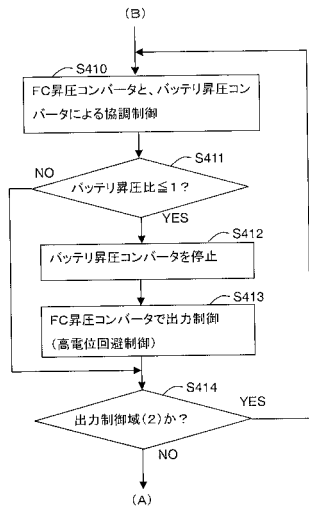 (B)
S410
FC昇圧コンバータと、バッテリ昇圧コン
バータによる協調制御
S411
NO
バッテリ昇圧比≦1?
YES
S412
バッテリ昇圧コンバータを停止
S413
FC昇圧コンバータで出力制御
(高電位回避制御)
S414
出力制御域(2)か?
YES
NO
(A)